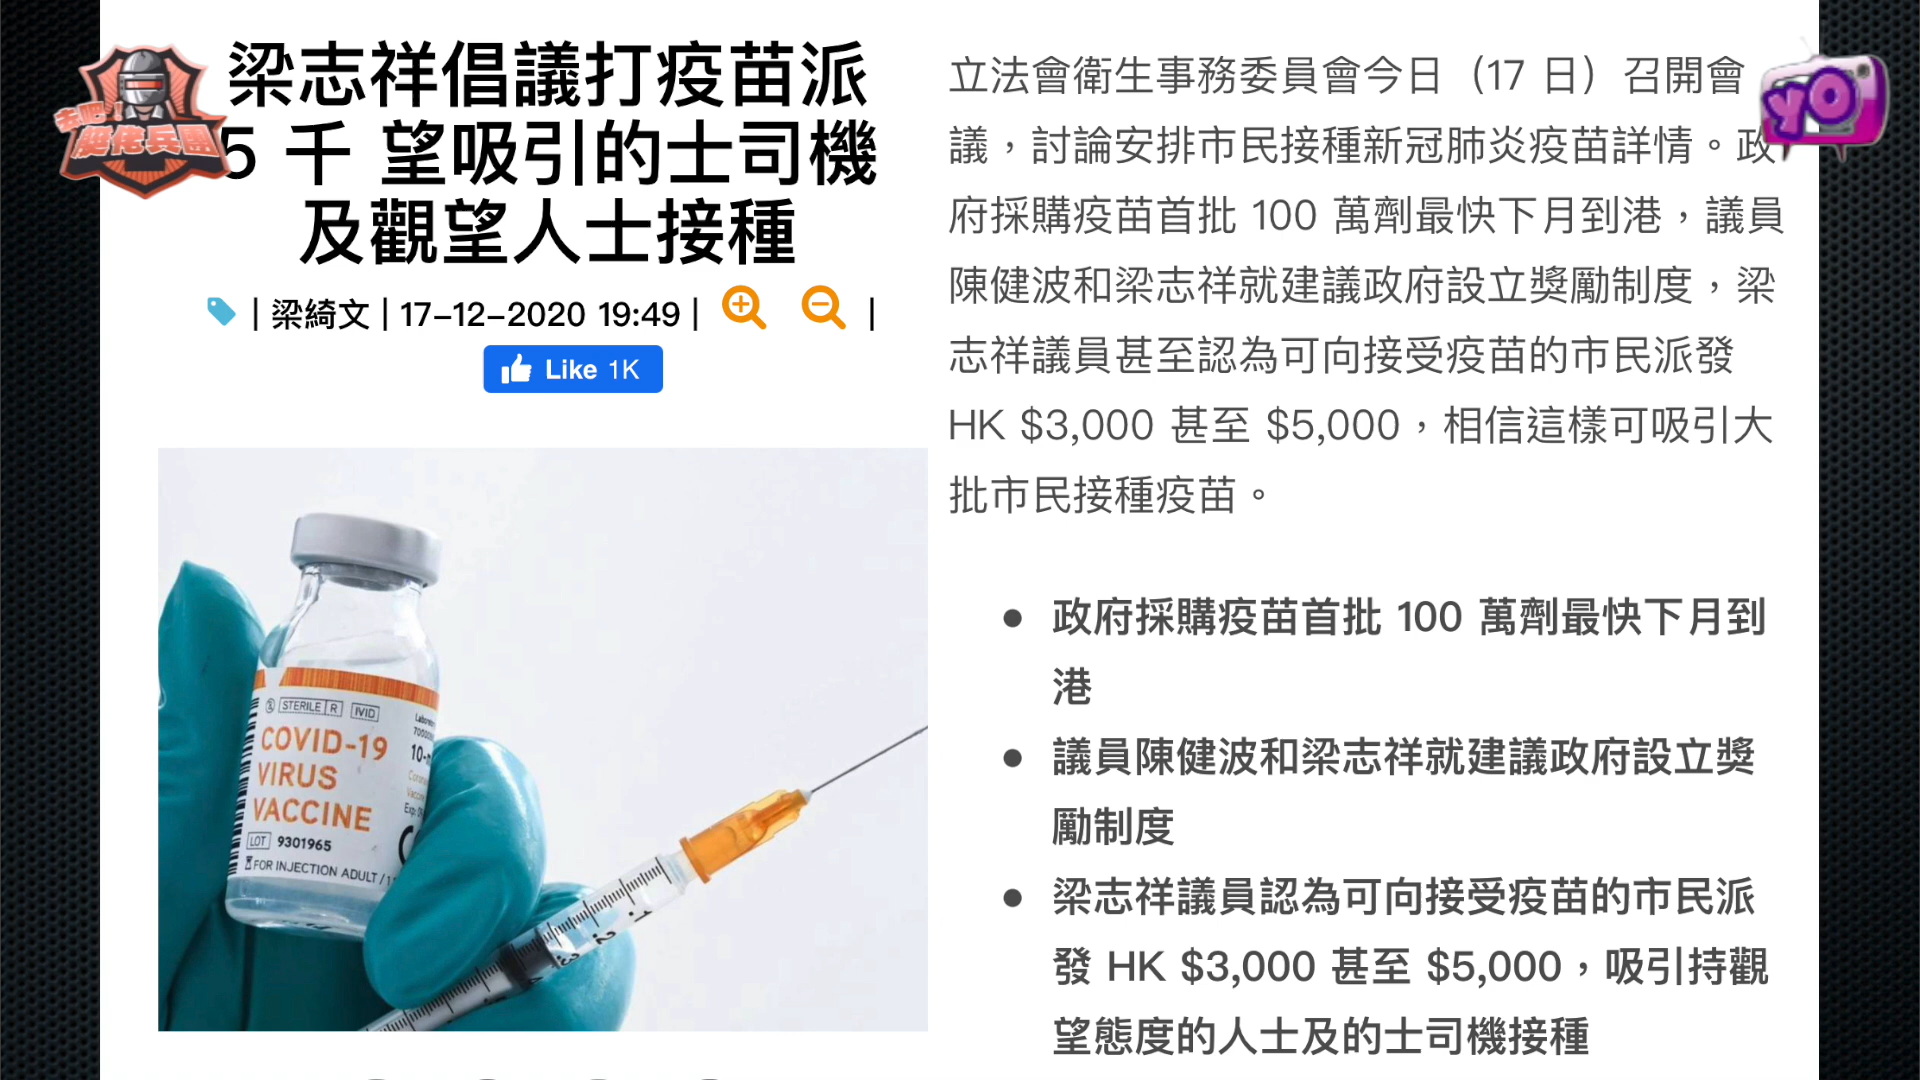 去吧！
艇佬兵團
yo
梁志祥倡議打疫苗派
5 千 望吸引的士司機
及觀望人士接種
| 梁綺文 | 17-12-2020 19:49 | |
Like 1K
STERILE R IVID
COVID-19
VIRUS
VACCINE
LOT 9301965
FOR INJECTION ADULT / 1
10-m
立法會衛生事務委員會今日（17 日）召開會
議，討論安排市民接種新冠肺炎疫苗詳情。政
府採購疫苗首批 100 萬劑最快下月到港，議員
陳健波和梁志祥就建議政府設立獎勵制度，梁
志祥議員甚至認為可向接受疫苗的市民派發
HK $3,000 甚至 $5,000，相信這樣可吸引大
批市民接種疫苗。
● 政府採購疫苗首批 100 萬劑最快下月到
港
● 議員陳健波和梁志祥就建議政府設立獎
勵制度
● 梁志祥議員認為可向接受疫苗的市民派
發 HK $3,000 甚至 $5,000，吸引持觀
望態度的人士及的士司機接種